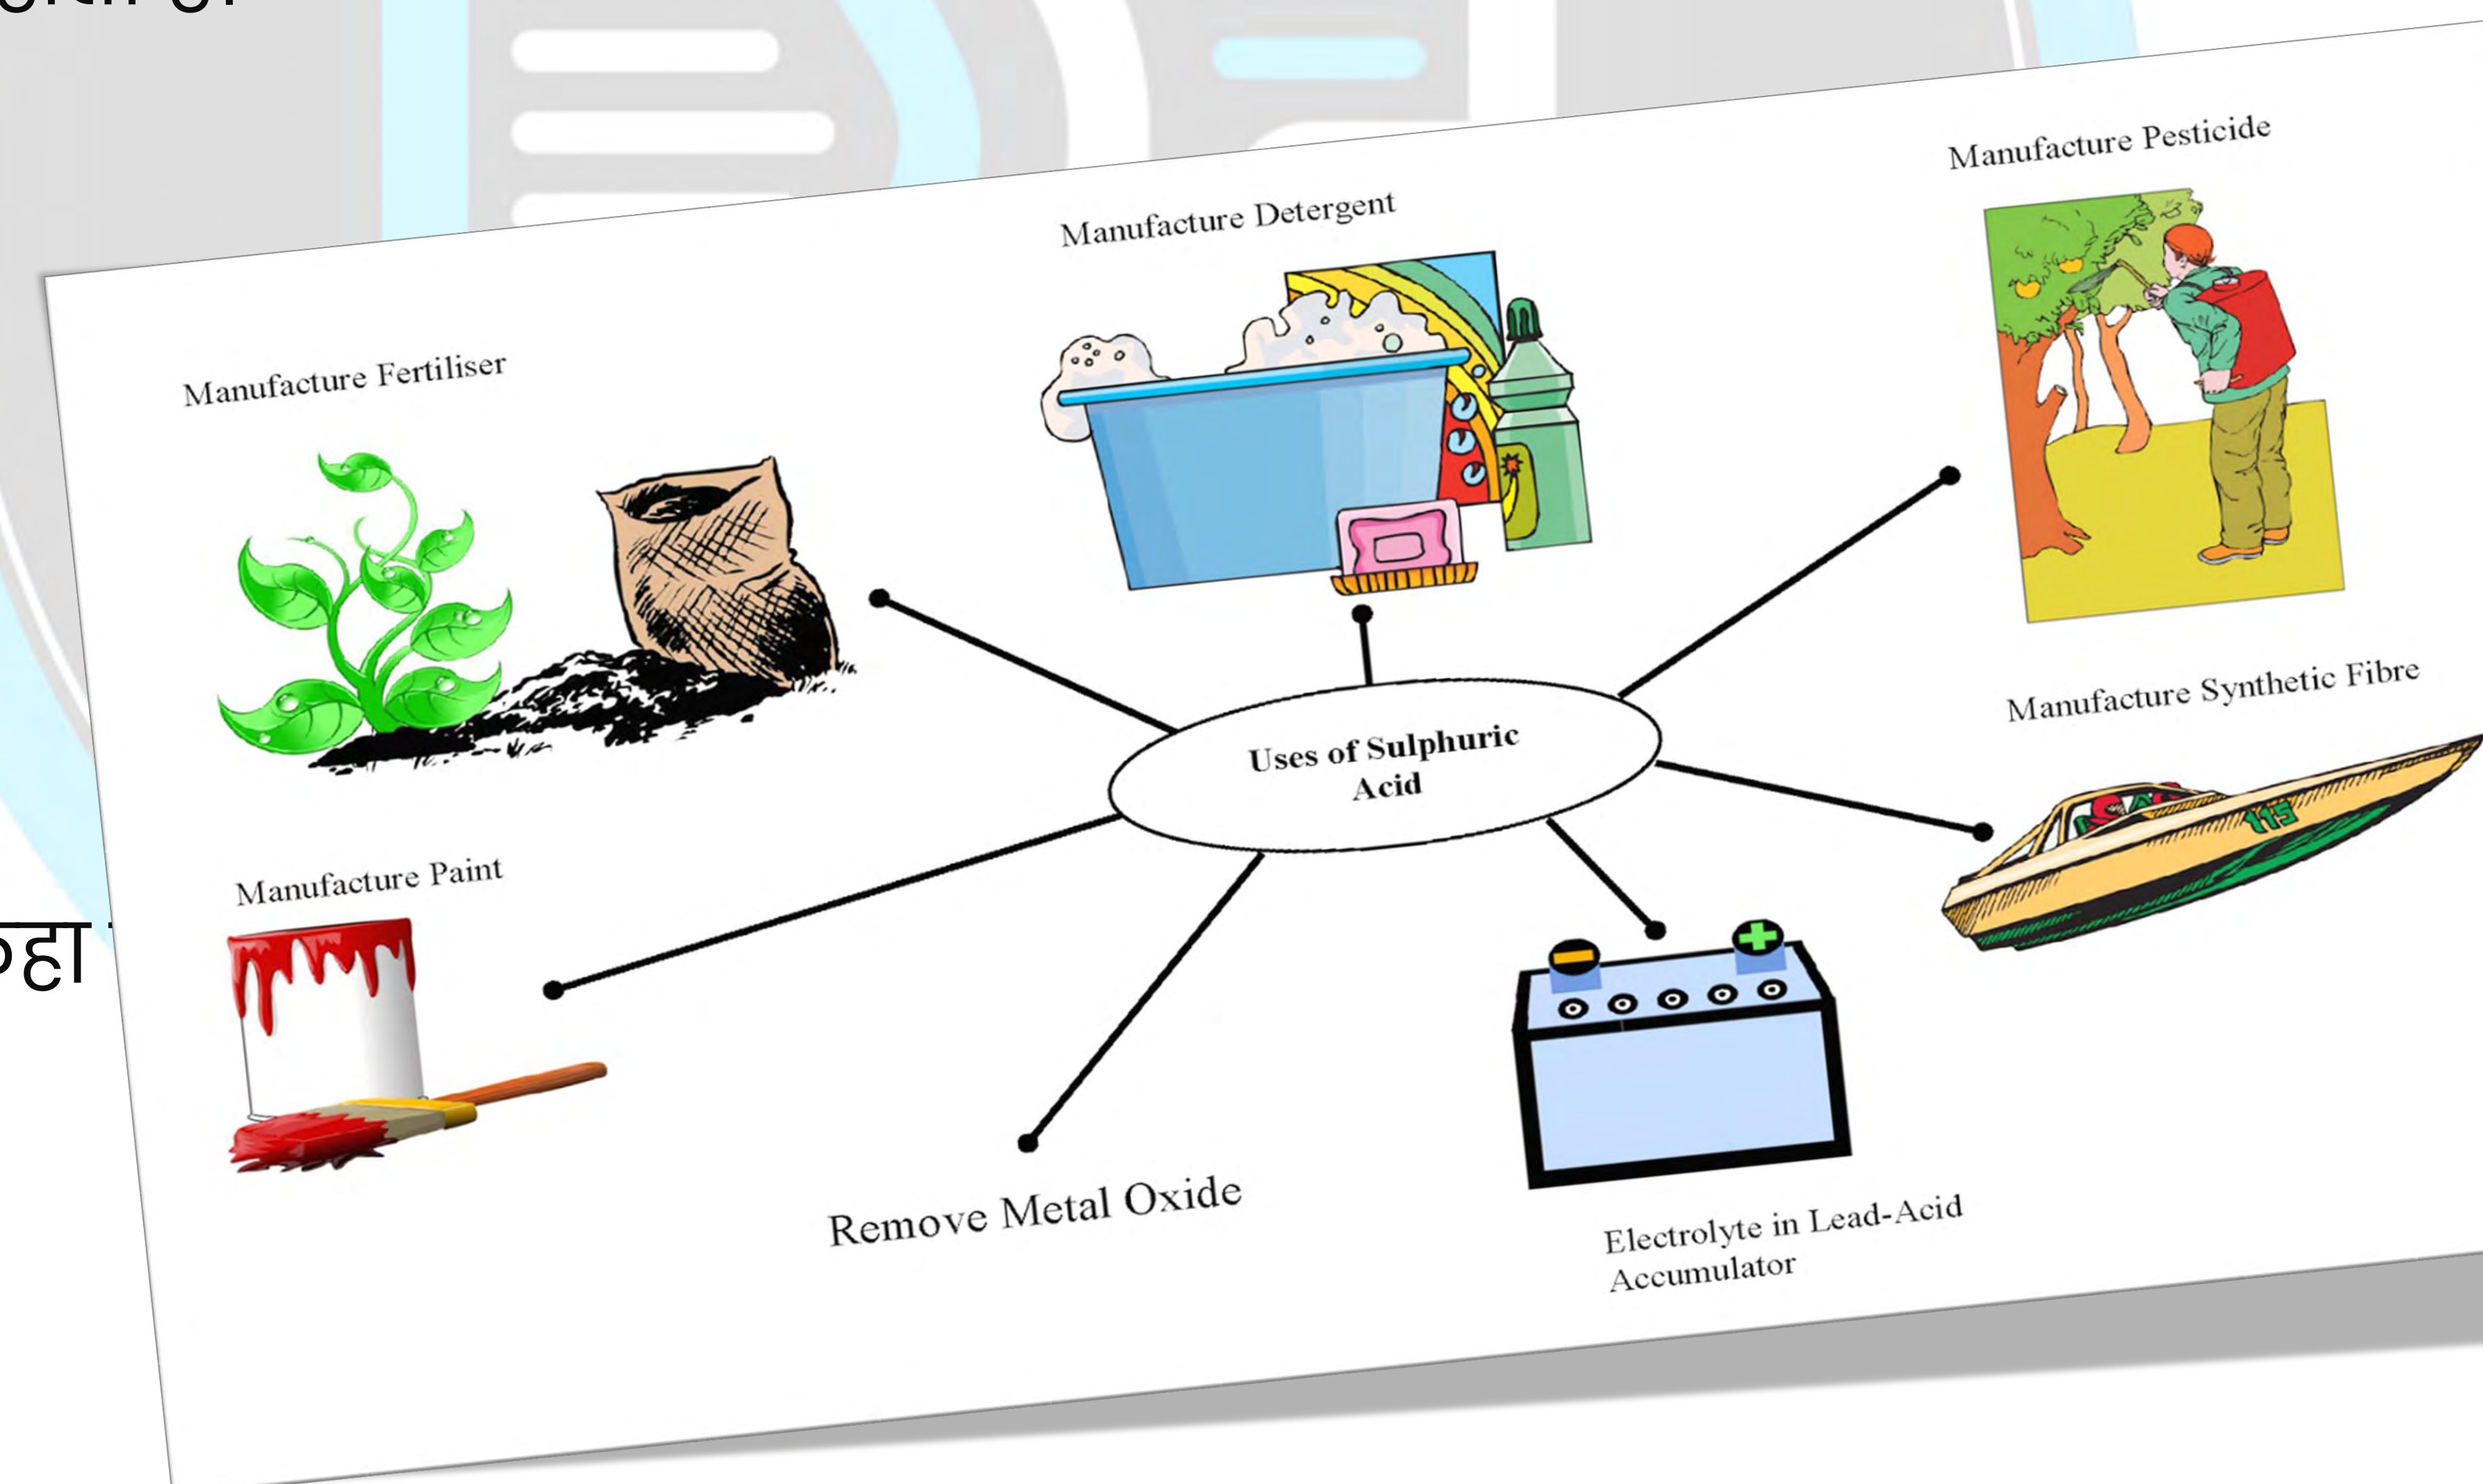 Manufacture Pesticide
Manufacture Detergent
Manufacture Fertiliser
Manufacture Synthetic Fibre
Uses of Sulphuric
Acid
115
Manufacture Paint
Remove Metal Oxide
Electrolyte in Lead-Acid
Accumulator